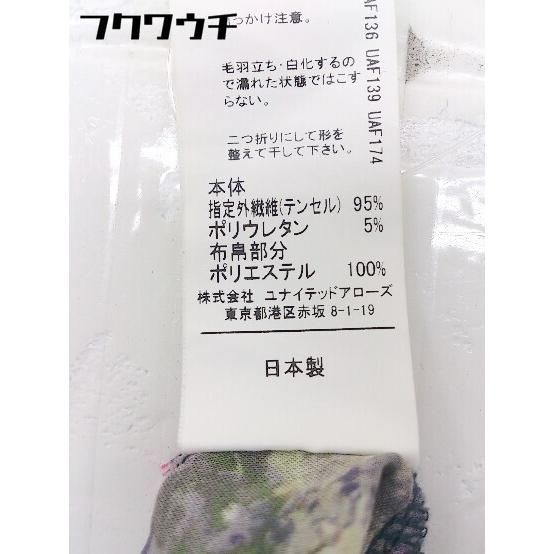 フクワウチ
っかけ注意。
毛羽立ち・白化するの
で濡れた状態ではこす
らない。
二つ折りにして形を
整えて干して下さい。
AF136 UAF139 UAF174
本体
指定外繊維(テンセル) 95%
ポリウレタン 5%
布帛部分
ポリエステル 100%
株式会社 ユナイテッドアローズ
東京都港区赤坂 8-1-19
日本製